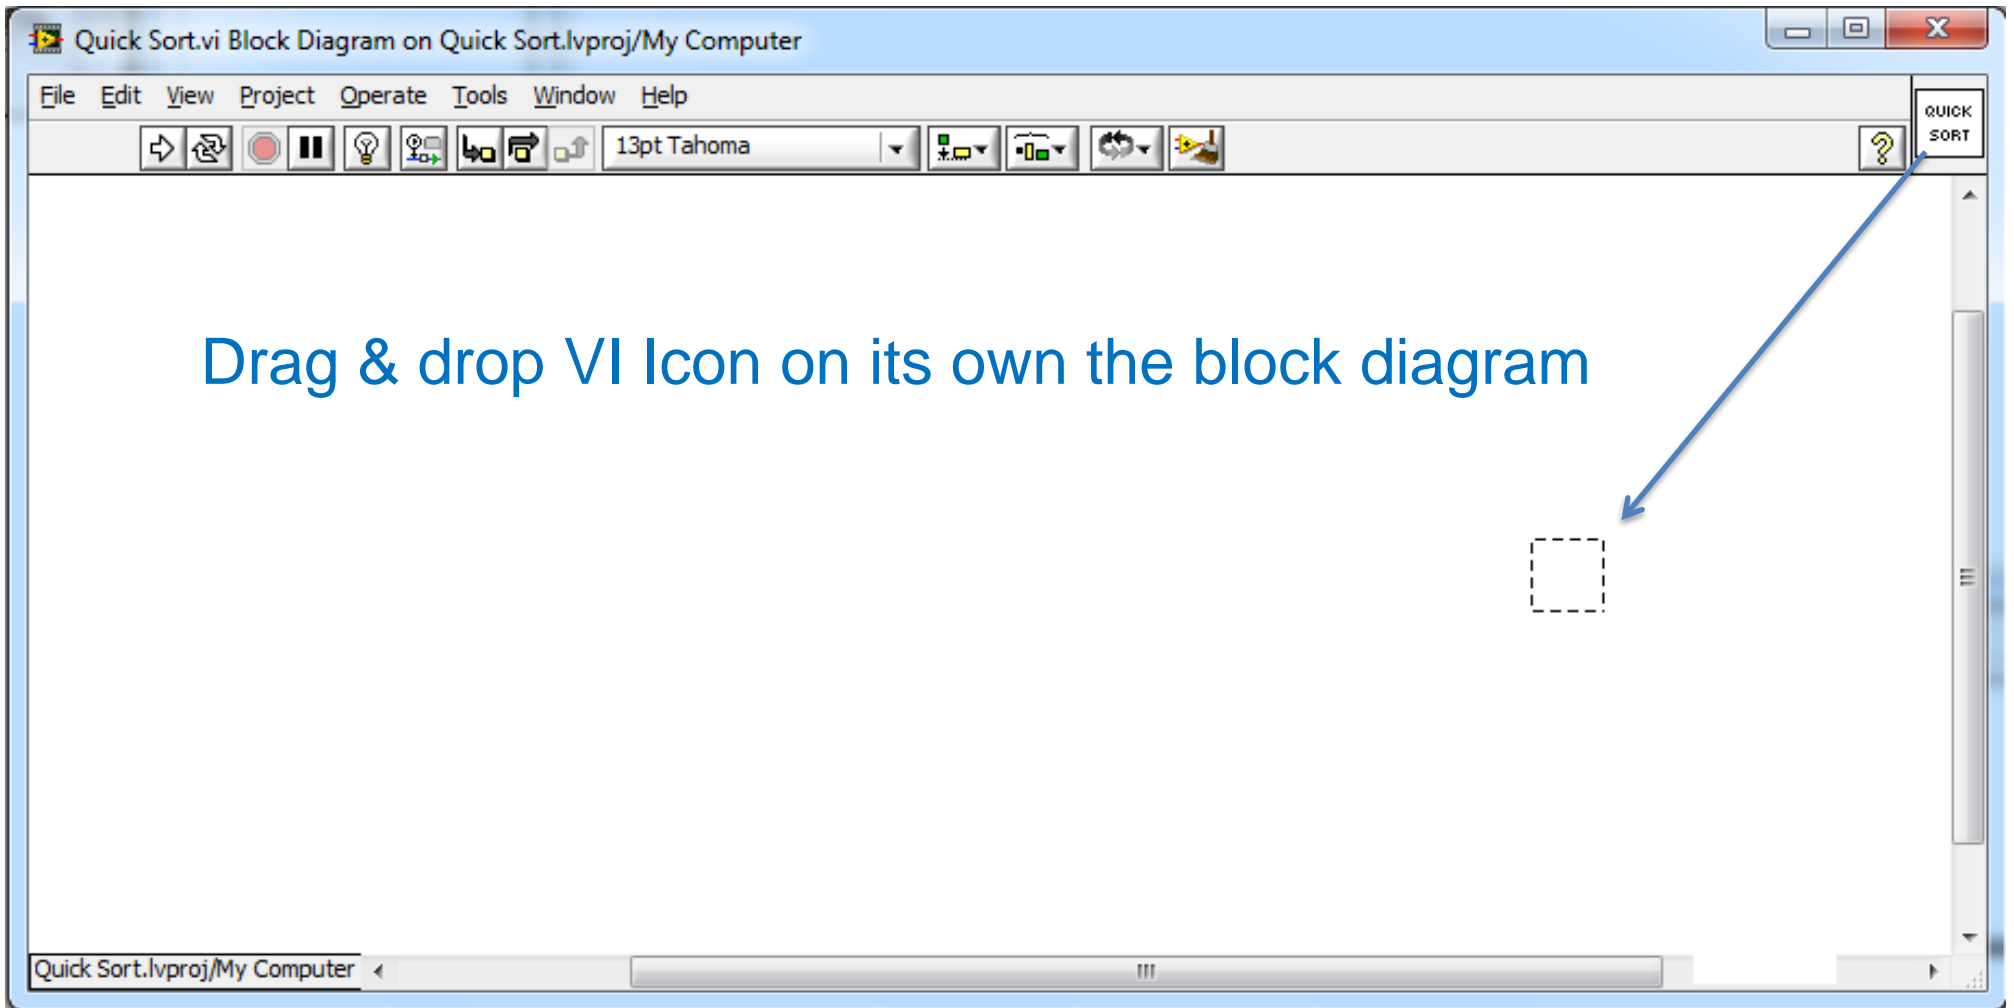 Quick Sort.vi Block Diagram on Quick Sort.lvproj/My Computer
File Edit View Project Operate Tools Window Help
QUICK
SORT
13pt Tahoma
?
Drag & drop VI Icon on its own the block diagram
Quick Sort.lvproj/My Computer